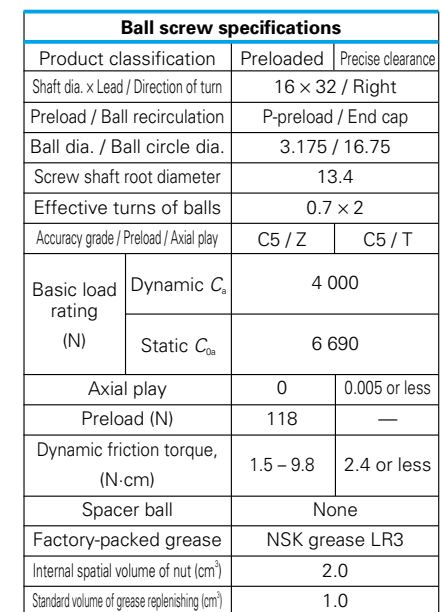 Ball screw specifications
Product classification Preloaded Precise clearance
Shaft dia. × Lead / Direction of turn 16 × 32 / Right
Preload / Ball recirculation P-preload / End cap
Ball dia. / Ball circle dia. 3.175 / 16.75
Screw shaft root diameter 13.4
Effective turns of balls 0.7 × 2
Accuracy grade / Preload / Axial play C5 / Z C5 / T
Basic load rating (N) Dynamic Cₐ 4 000
Static C₀ₐ 6 690
Axial play 0 0.005 or less
Preload (N) 118 —
Dynamic friction torque, (N·cm) 1.5 – 9.8 2.4 or less
Spacer ball None
Factory-packed grease NSK grease LR3
Internal spatial volume of nut (cm³) 2.0
Standard volume of grease replenishing (cm³) 1.0